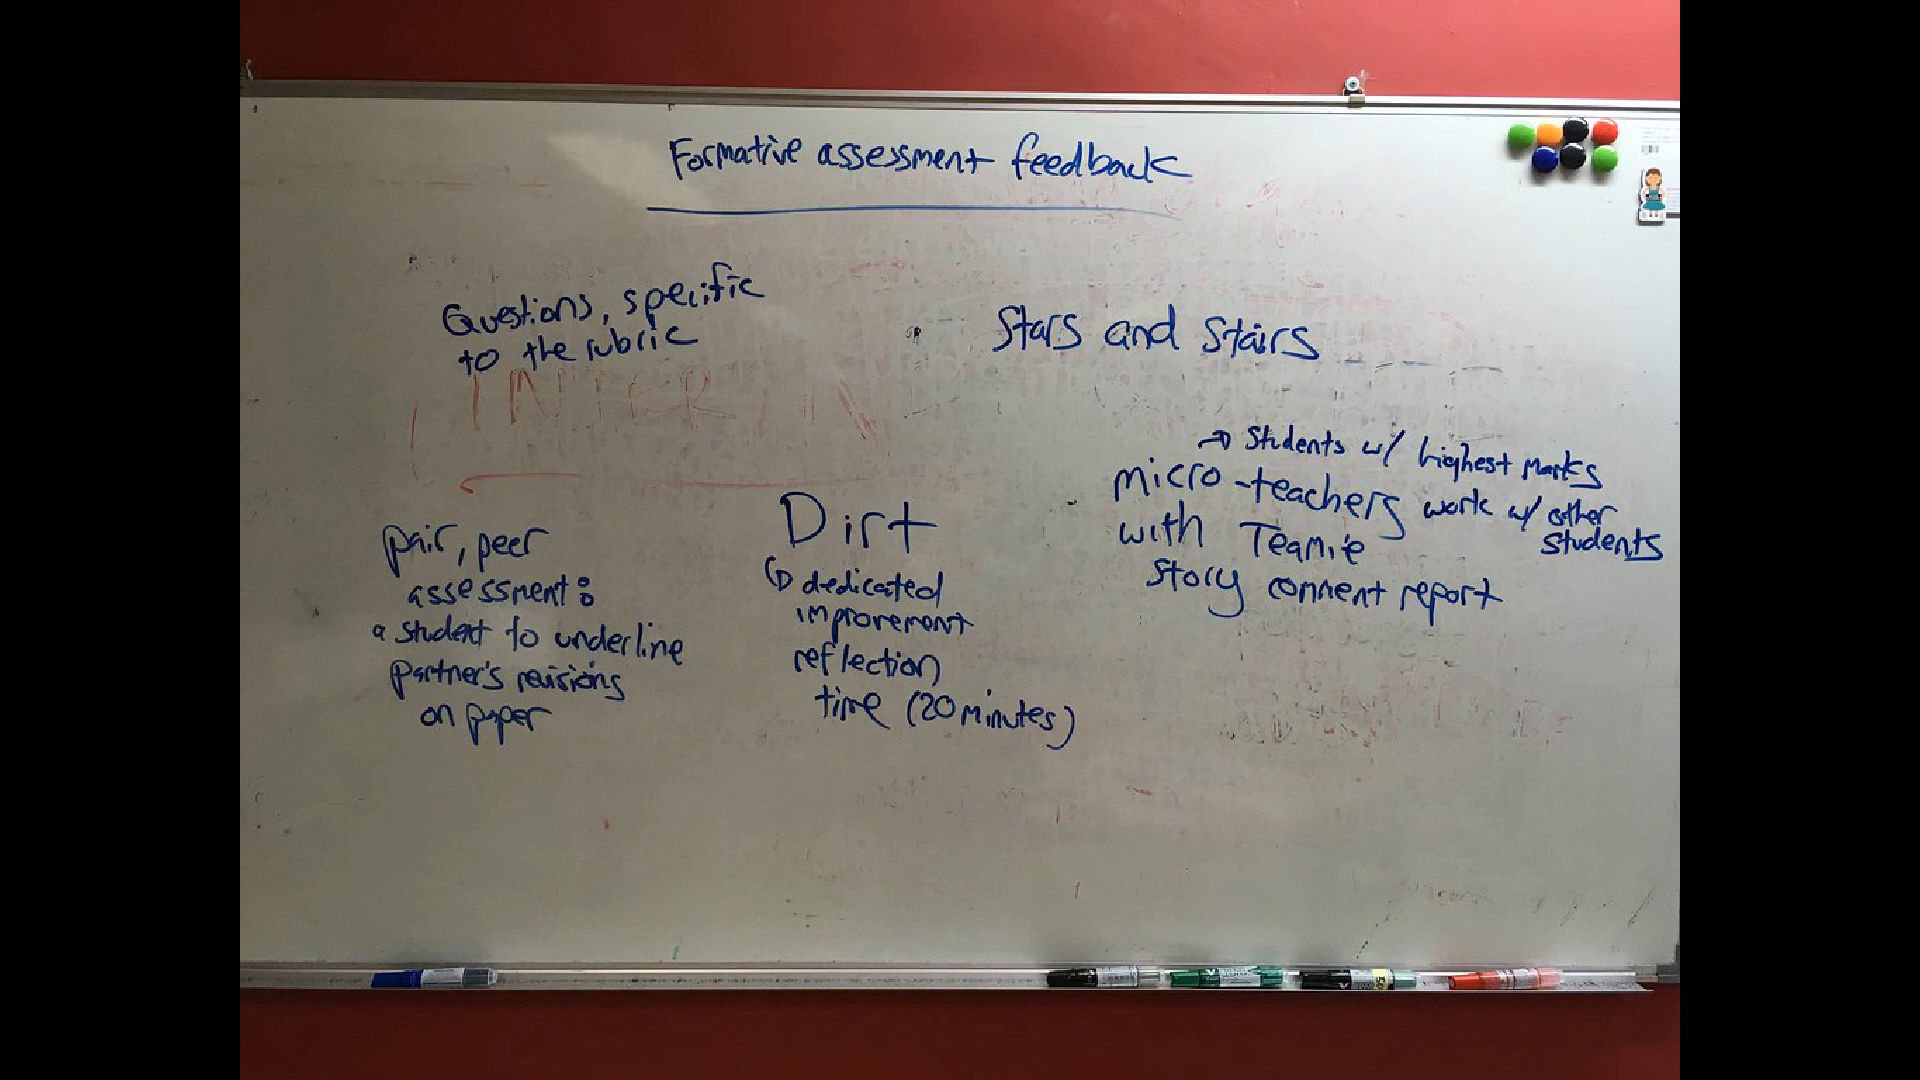 Formative assessment feedback
Questions, specific
to the rubric
Stars and Stairs
→ Students w/ highest marks
micro-teachers work w/ other
students
with Teamie
story comment report
pair, peer
assessment:
a student to underline
partner's revisions
on paper
Dirt
↳ dedicated
improvement
reflection
time (20 minutes)
INTER IN